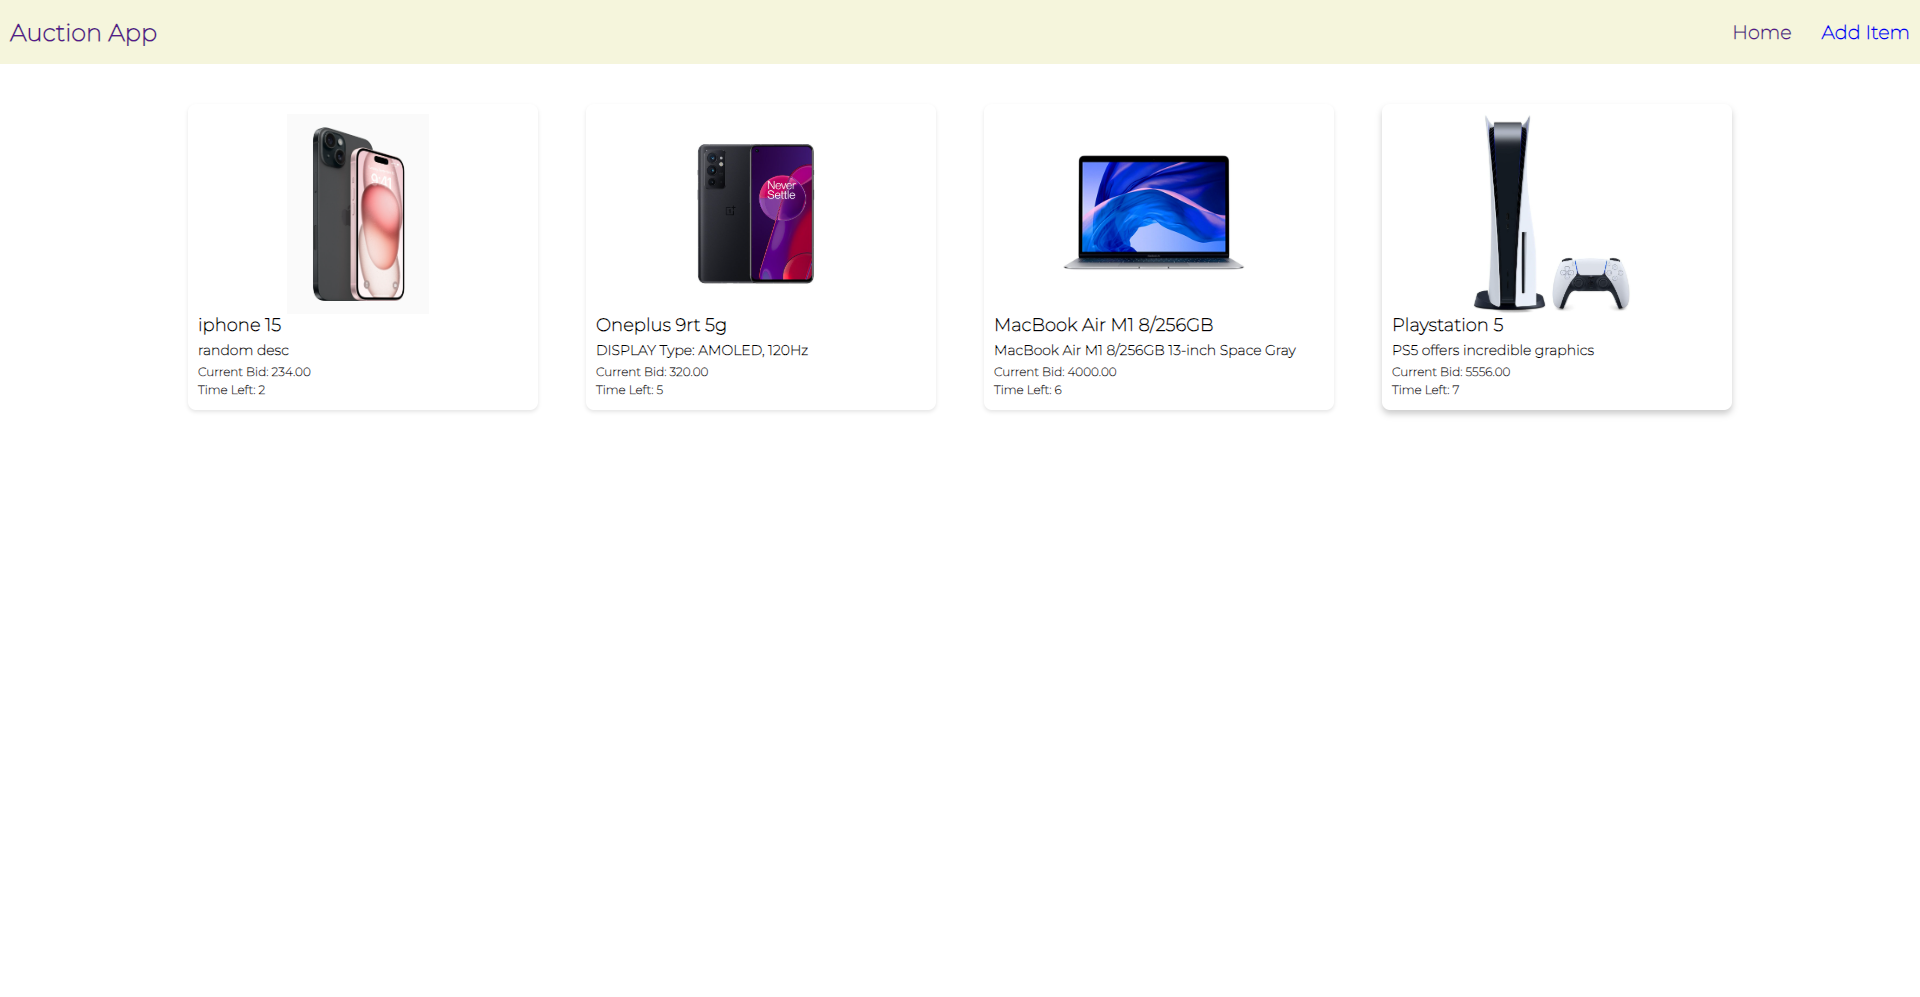 Auction App
Home
Add Item
9:41
Never
Settle
iphone 15
random desc
Current Bid: 234.00
Time Left: 2
Oneplus 9rt 5g
DISPLAY Type: AMOLED, 120Hz
Current Bid: 320.00
Time Left: 5
MacBook Air M1 8/256GB
MacBook Air M1 8/256GB 13-inch Space Gray
Current Bid: 4000.00
Time Left: 6
Playstation 5
PS5 offers incredible graphics
Current Bid: 5556.00
Time Left: 7